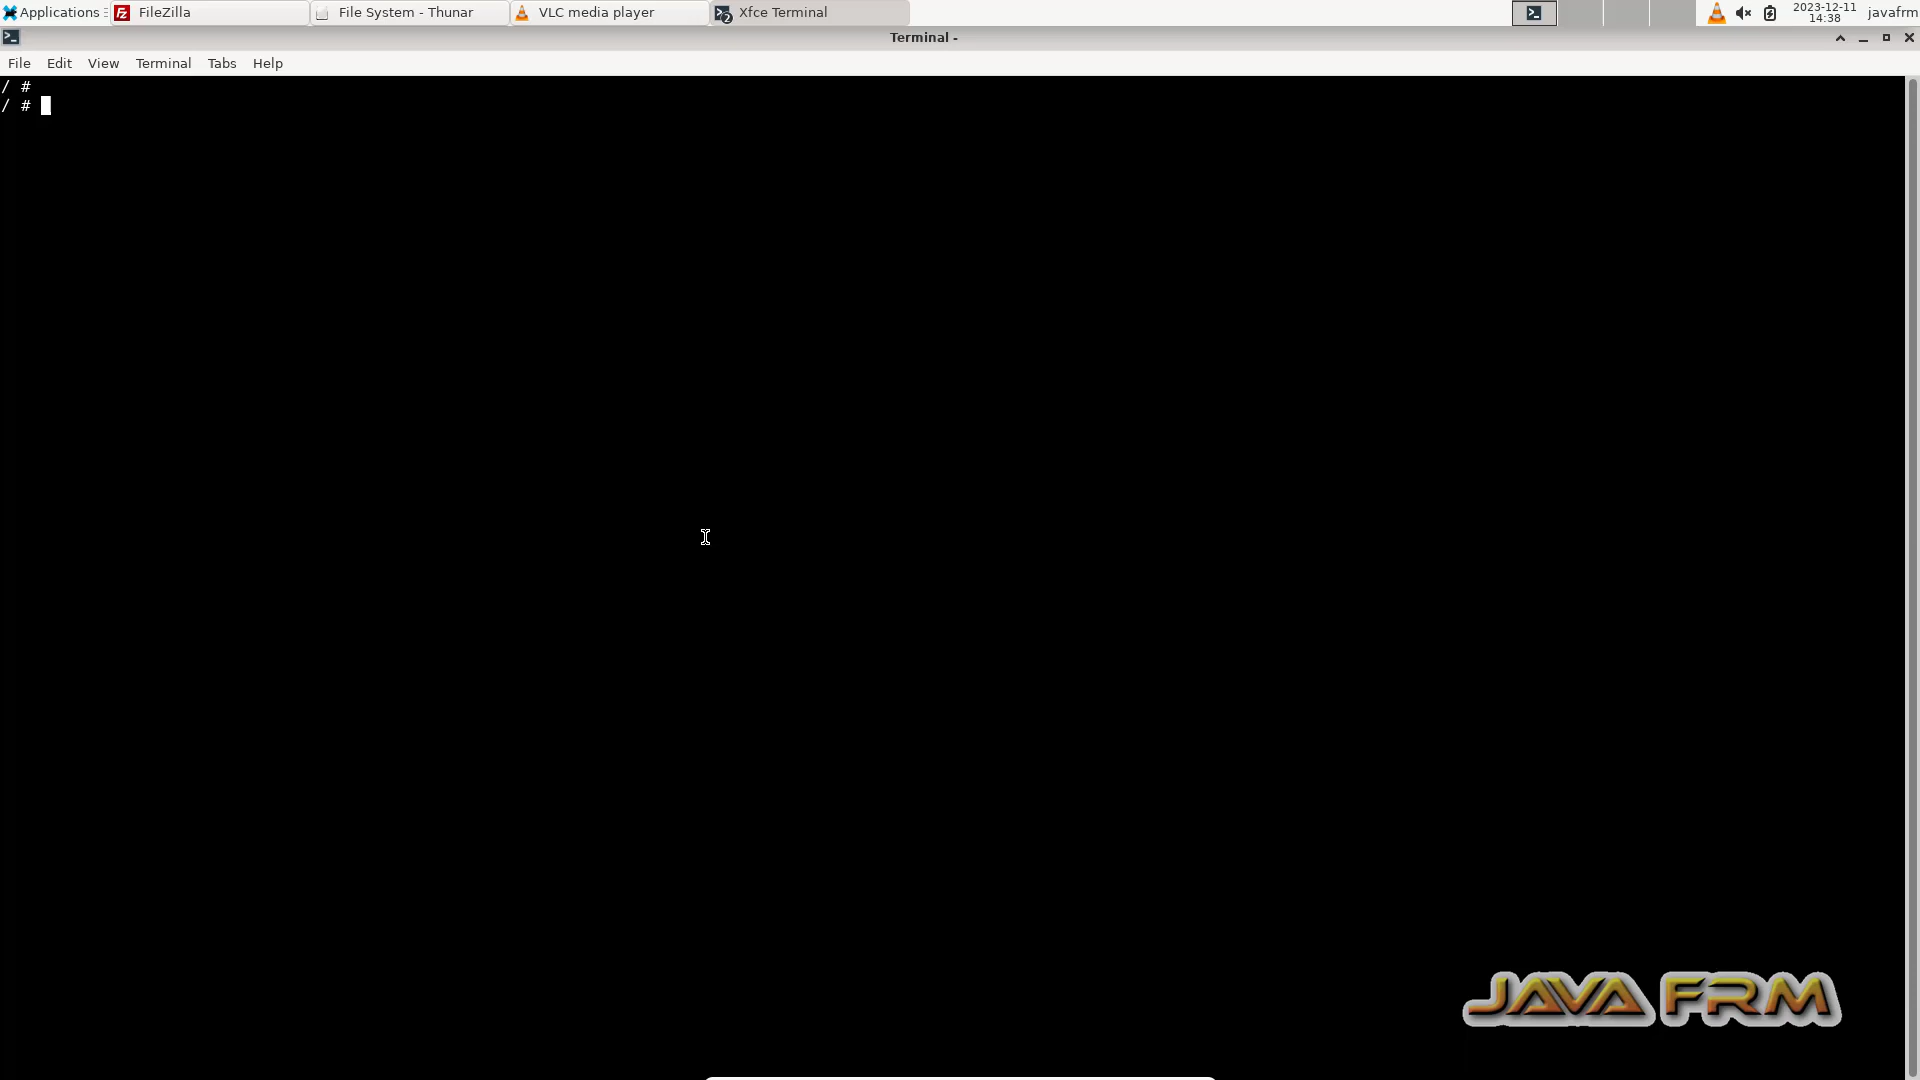 Applications FileZilla File System - Thunar VLC media player 2 Xfce Terminal 2023-12-11 14:38 javafrm
Terminal -
File Edit View Terminal Tabs Help
/ #
/ #
JAVA FRM